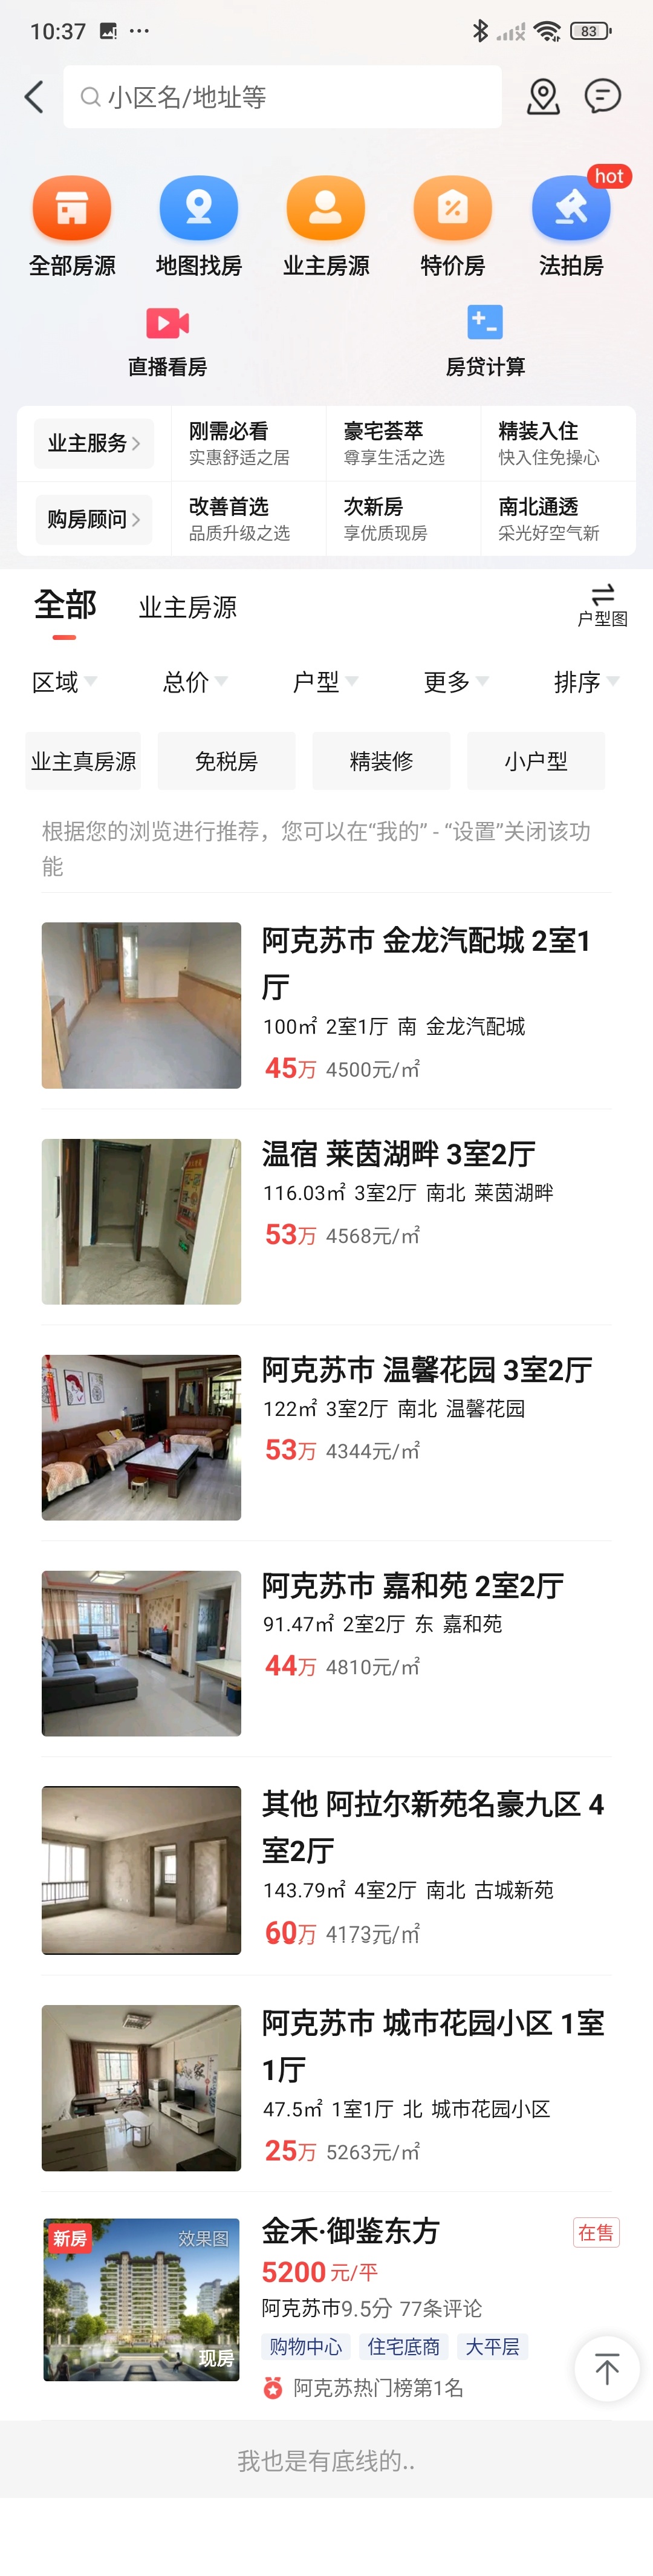 10:37
83
小区名/地址等
hot
全部房源 地图找房 业主房源 特价房 法拍房
直播看房 房贷计算
业主服务 刚需必看 豪宅荟萃 精装入住
实惠舒适之居 尊享生活之选 快入住免操心
购房顾问 改善首选 次新房 南北通透
品质升级之选 享优质现房 采光好空气新
全部 业主房源 户型图
区域 总价 户型 更多 排序
业主真房源 免税房 精装修 小户型
根据您的浏览进行推荐，您可以在“我的” - “设置”关闭该功
能
阿克苏市 金龙汽配城 2室1
厅
100㎡ 2室1厅 南 金龙汽配城
45万 4500元/㎡
温宿 莱茵湖畔 3室2厅
116.03㎡ 3室2厅 南北 莱茵湖畔
53万 4568元/㎡
阿克苏市 温馨花园 3室2厅
122㎡ 3室2厅 南北 温馨花园
53万 4344元/㎡
阿克苏市 嘉和苑 2室2厅
91.47㎡ 2室2厅 东 嘉和苑
44万 4810元/㎡
其他 阿拉尔新苑名豪九区 4
室2厅
143.79㎡ 4室2厅 南北 古城新苑
60万 4173元/㎡
阿克苏市 城市花园小区 1室
1厅
47.5㎡ 1室1厅 北 城市花园小区
25万 5263元/㎡
新房 效果图
现房
金禾·御鉴东方 在售
5200元/平
阿克苏市9.5分 77条评论
购物中心 住宅底商 大平层
阿克苏热门榜第1名
我也是有底线的..